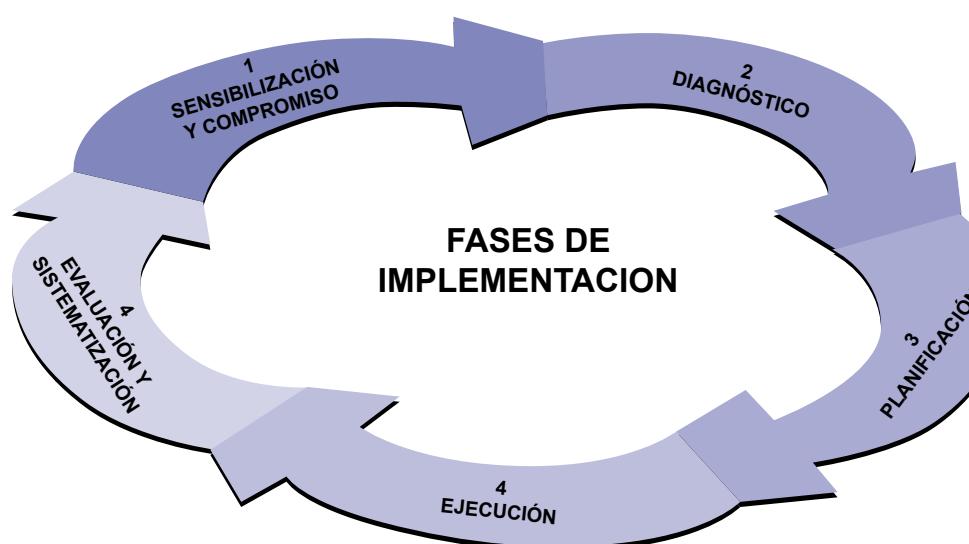 1
SENSIBILIZACIÓN
Y COMPROMISO
2
DIAGNÓSTICO
FASES DE
IMPLEMENTACION
3
PLANIFICACIÓN
4
EJECUCIÓN
4
EVALUACIÓN Y
SISTEMATIZACIÓN